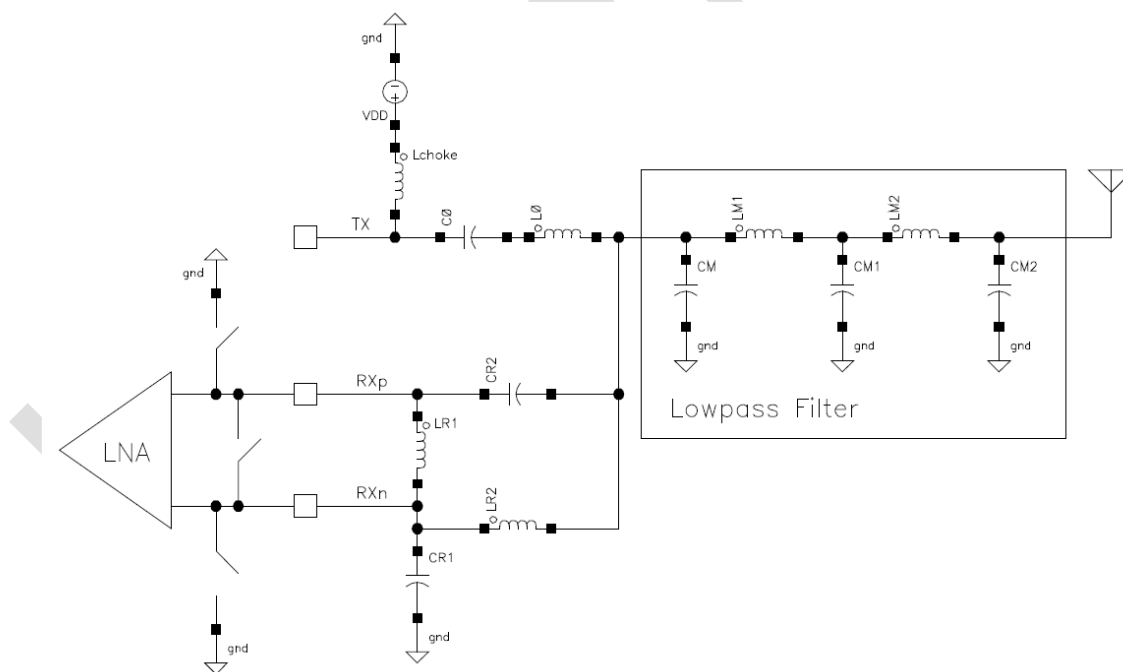 gnd
VDD
Lchoke
TX
C0
L0
LM1
LM2
CM
CM1
CM2
gnd
gnd
gnd
gnd
Lowpass Filter
RXp
CR2
LR1
LNA
RXn
LR2
CR1
gnd
gnd